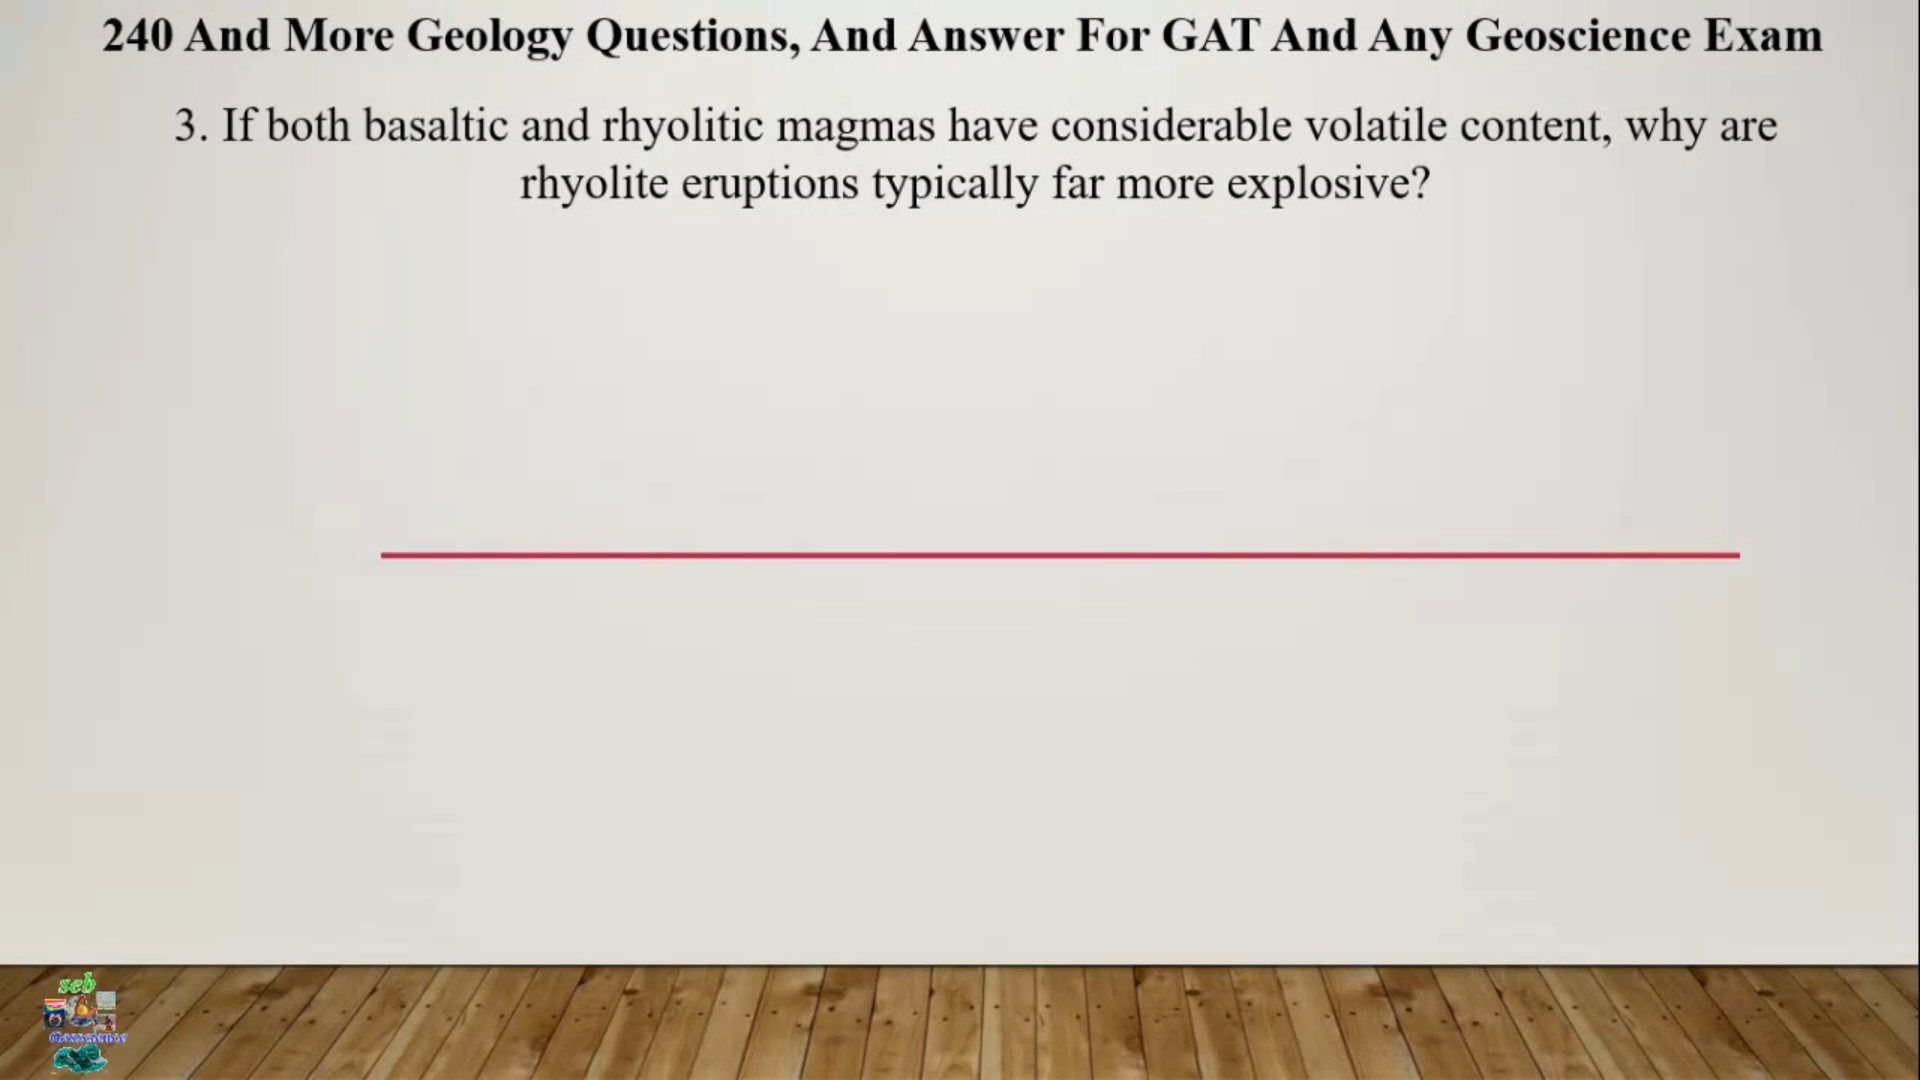 240 And More Geology Questions, And Answer For GAT And Any Geoscience Exam
3. If both basaltic and rhyolitic magmas have considerable volatile content, why are
rhyolite eruptions typically far more explosive?
seb
Geoscience